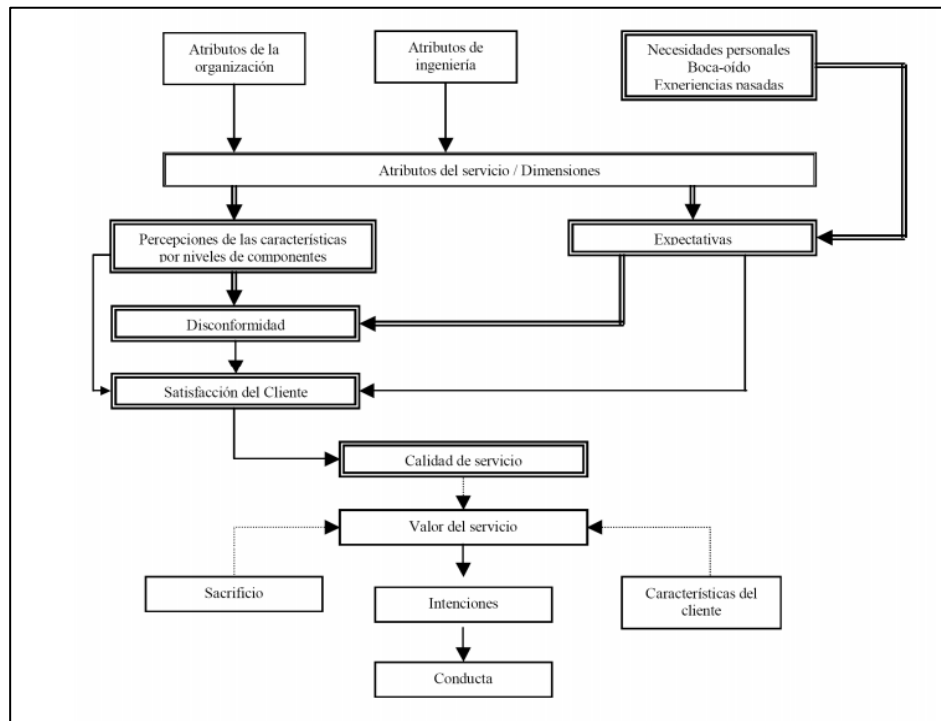 Atributos de la
organización
Atributos de
ingeniería
Necesidades personales
Boca-oído
Experiencias pasadas
Atributos del servicio / Dimensiones
Percepciones de las características
por niveles de componentes
Expectativas
Disconformidad
Satisfacción del Cliente
Calidad de servicio
Valor del servicio
Sacrificio
Intenciones
Características del
cliente
Conducta